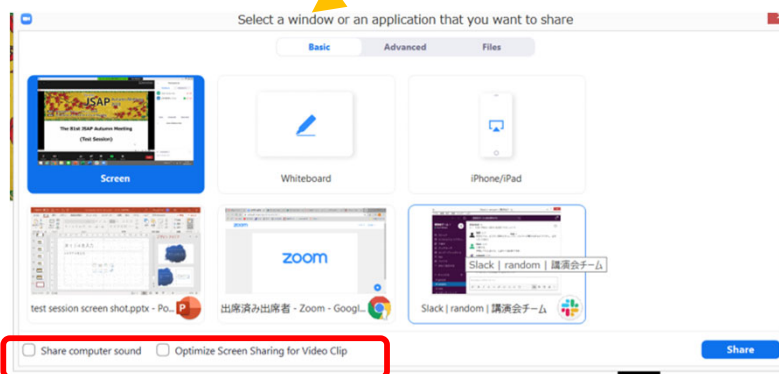 Select a window or an application that you want to share
Basic
Advanced
Files
JSAP
The 81st JSAP Autumn Meeting
(Test Session)
Screen
Whiteboard
iPhone/iPad
zoom
Slack | random | 講演会チーム
test session screen shot.pptx - Po...
出席済み出席者 - Zoom - Googl...
Slack | random | 講演会チーム
Share computer sound
Optimize Screen Sharing for Video Clip
Share